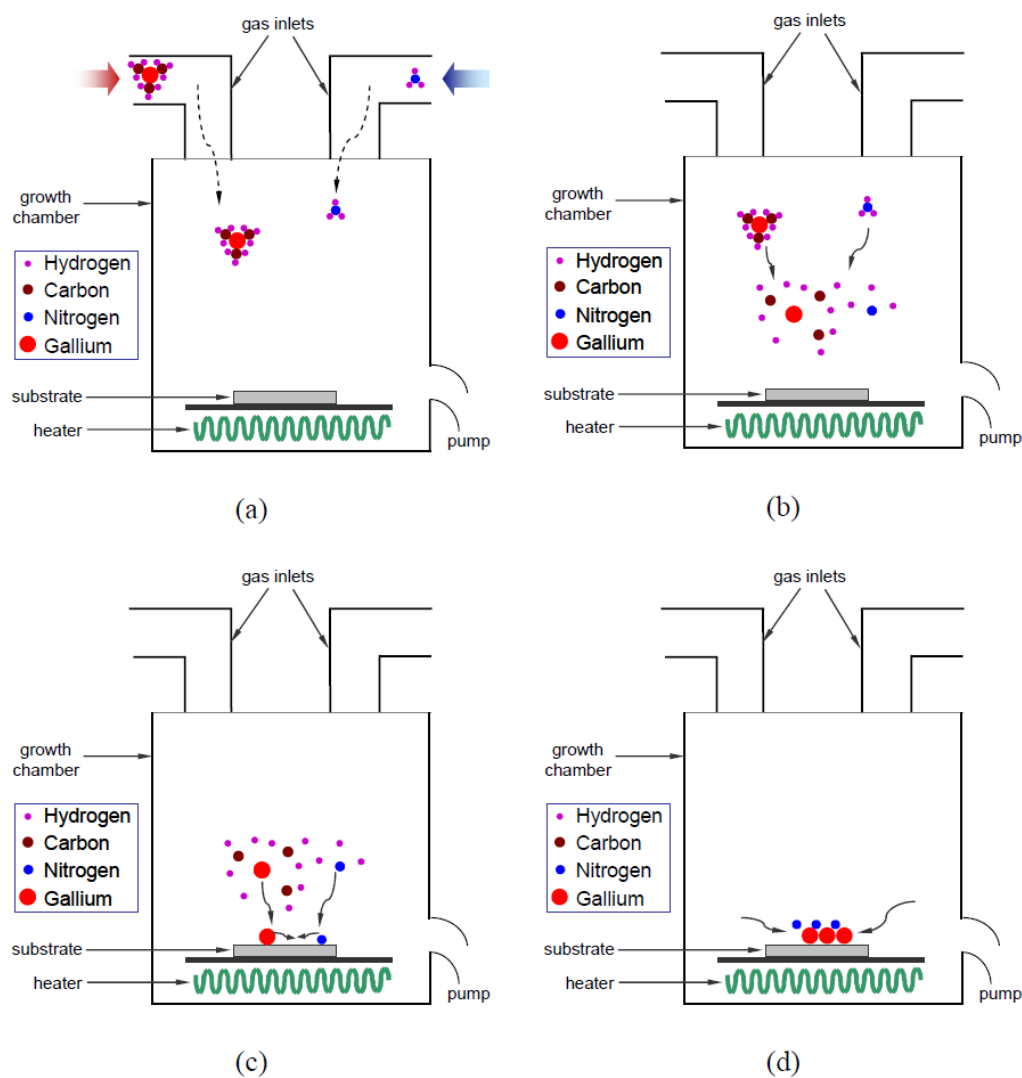 gas inlets
growth
chamber
Hydrogen
Carbon
Nitrogen
Gallium
substrate
heater
pump
(a)
gas inlets
growth
chamber
Hydrogen
Carbon
Nitrogen
Gallium
substrate
heater
pump
(b)
gas inlets
growth
chamber
Hydrogen
Carbon
Nitrogen
Gallium
substrate
heater
pump
(c)
gas inlets
growth
chamber
Hydrogen
Carbon
Nitrogen
Gallium
substrate
heater
pump
(d)